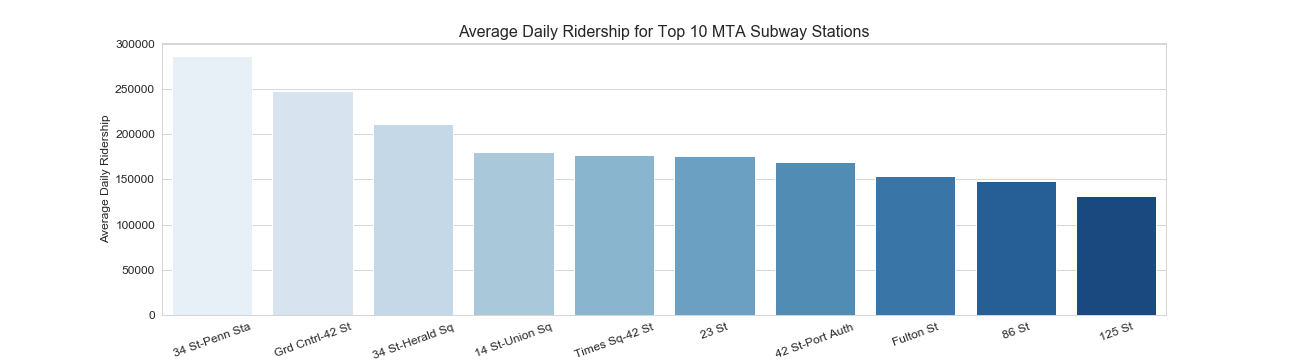 Average Daily Ridership for Top 10 MTA Subway Stations
Average Daily Ridership
300000
250000
200000
150000
100000
50000
0
34 St-Penn Sta
Grd Cntrl-42 St
34 St-Herald Sq
14 St-Union Sq
Times Sq-42 St
23 St
42 St-Port Auth
Fulton St
86 St
125 St